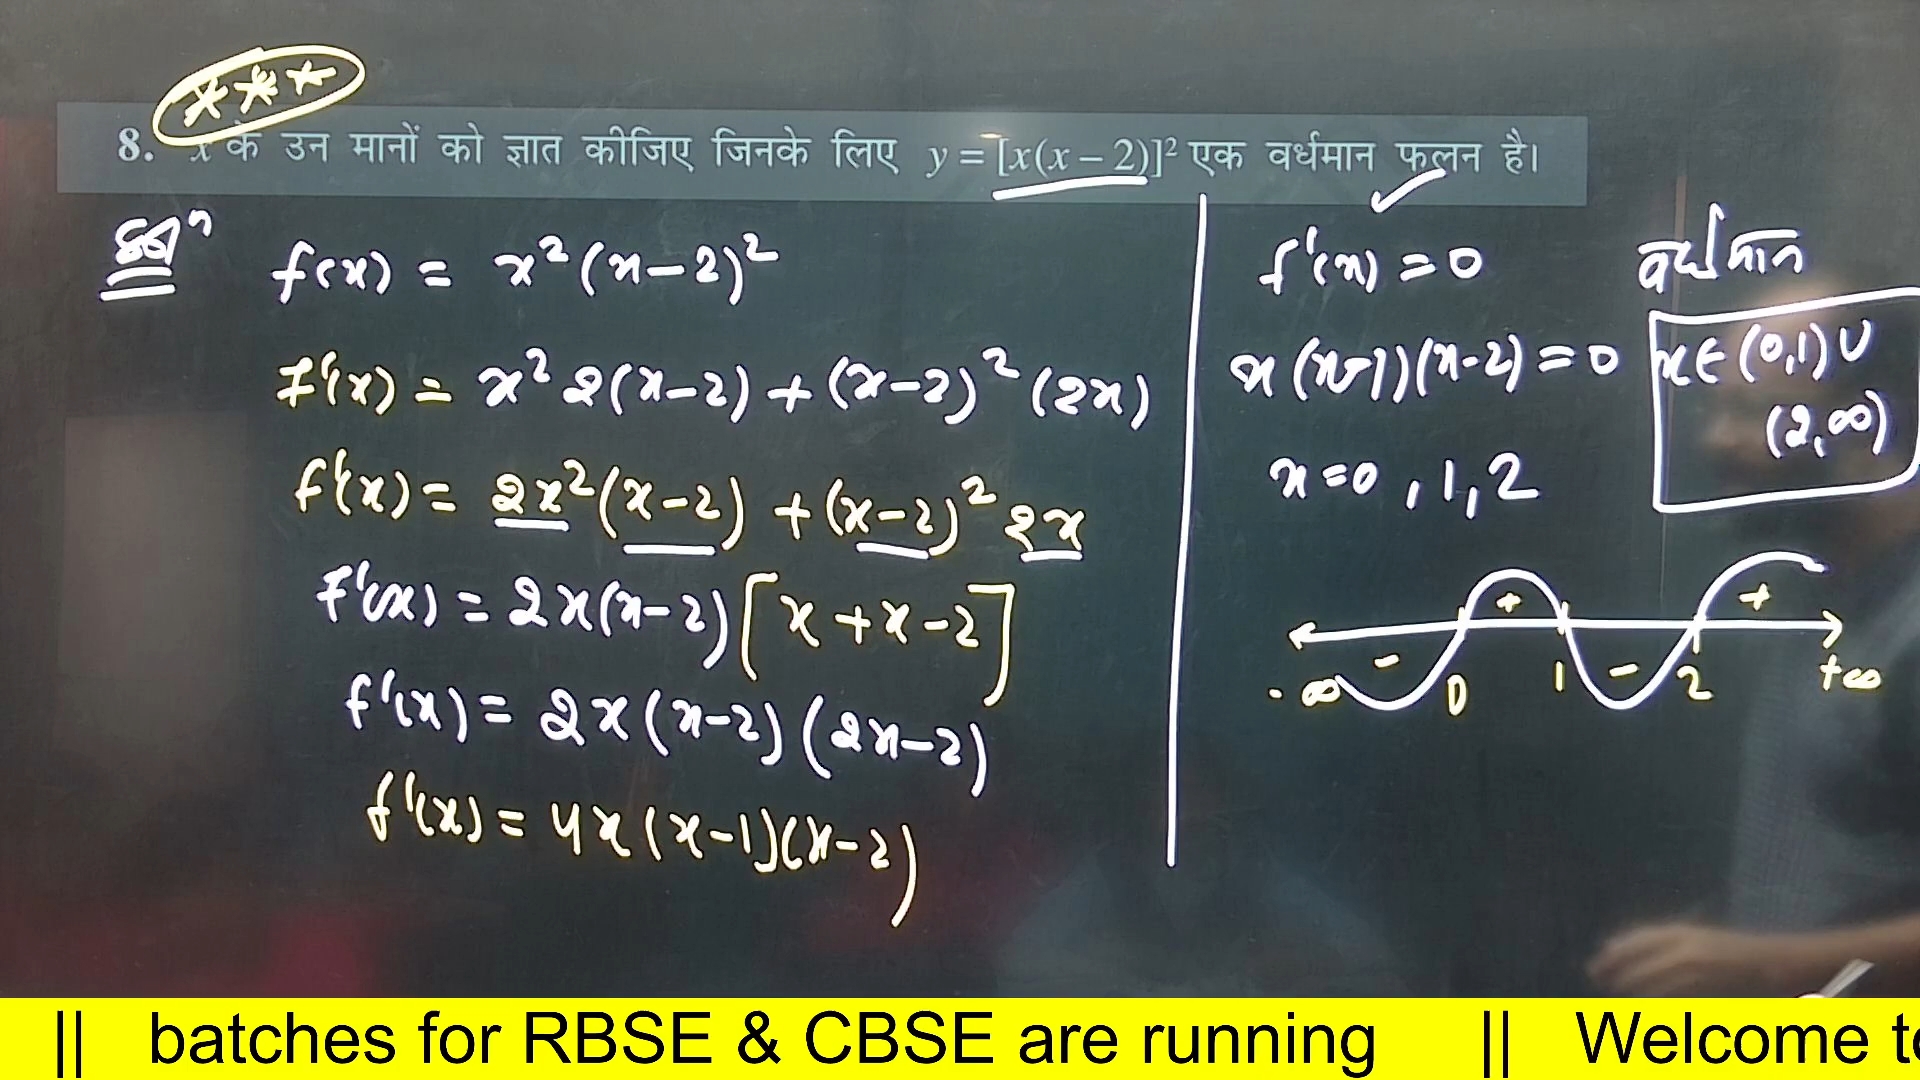 ***
8. x के उन मानों को ज्ञात कीजिए जिनके लिए y = [x(x – 2)]² एक वर्धमान फलन है।
हलⁿ
f(x) = x²(x-2)²
f'(x) = x² 2(x-2) + (x-2)² (2x)
f'(x) = 2x²(x-2) + (x-2)² 2x
f'(x) = 2x(x-2)[x+x-2]
f'(x) = 2x(x-2)(2x-2)
f'(x) = 4x(x-1)(x-2)
f'(x) = 0
x(x-1)(x-2) = 0
x=0, 1, 2
वर्धमान
x∈(0,1)∪
(2,∞)
- + - +
-∞ 0 1 2 +∞
|| batches for RBSE & CBSE are running || Welcome to